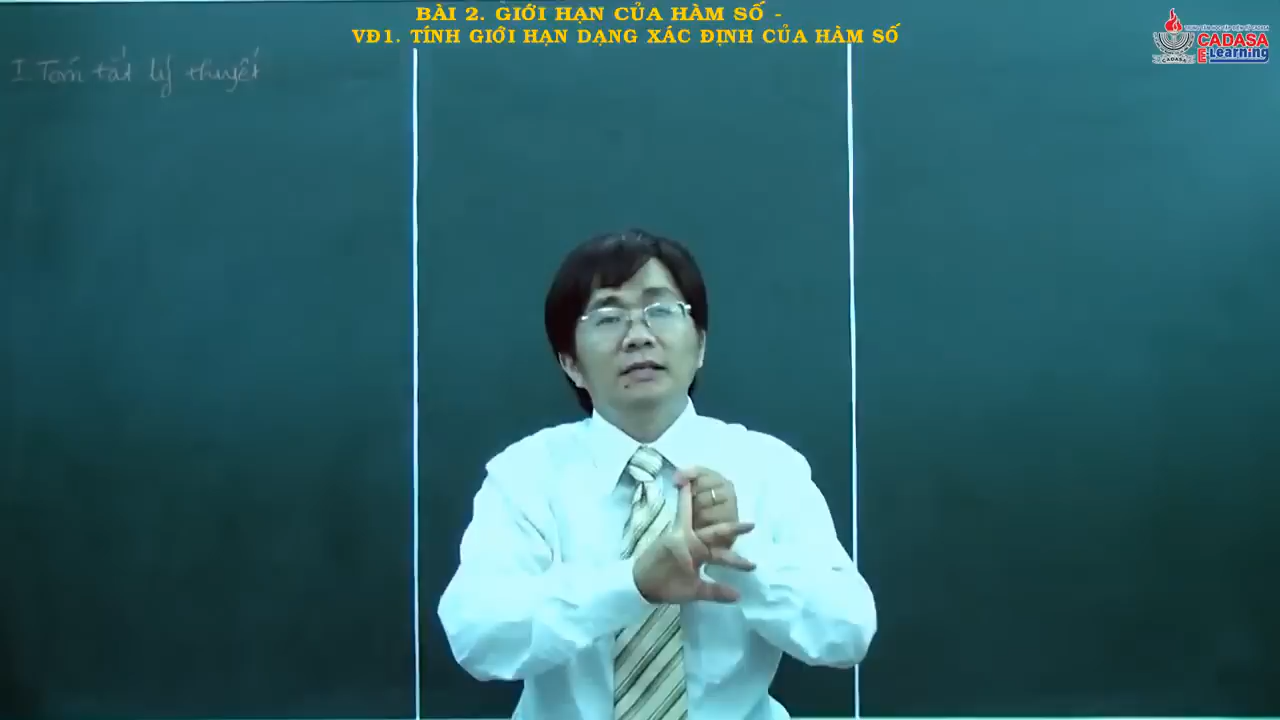 BÀI 2. GIỚI HẠN CỦA HÀM SỐ -
VĐ1. TÍNH GIỚI HẠN DẠNG XÁC ĐỊNH CỦA HÀM SỐ
I Tóm tắt lý thuyết
CADASA
E-Learning
CADASA